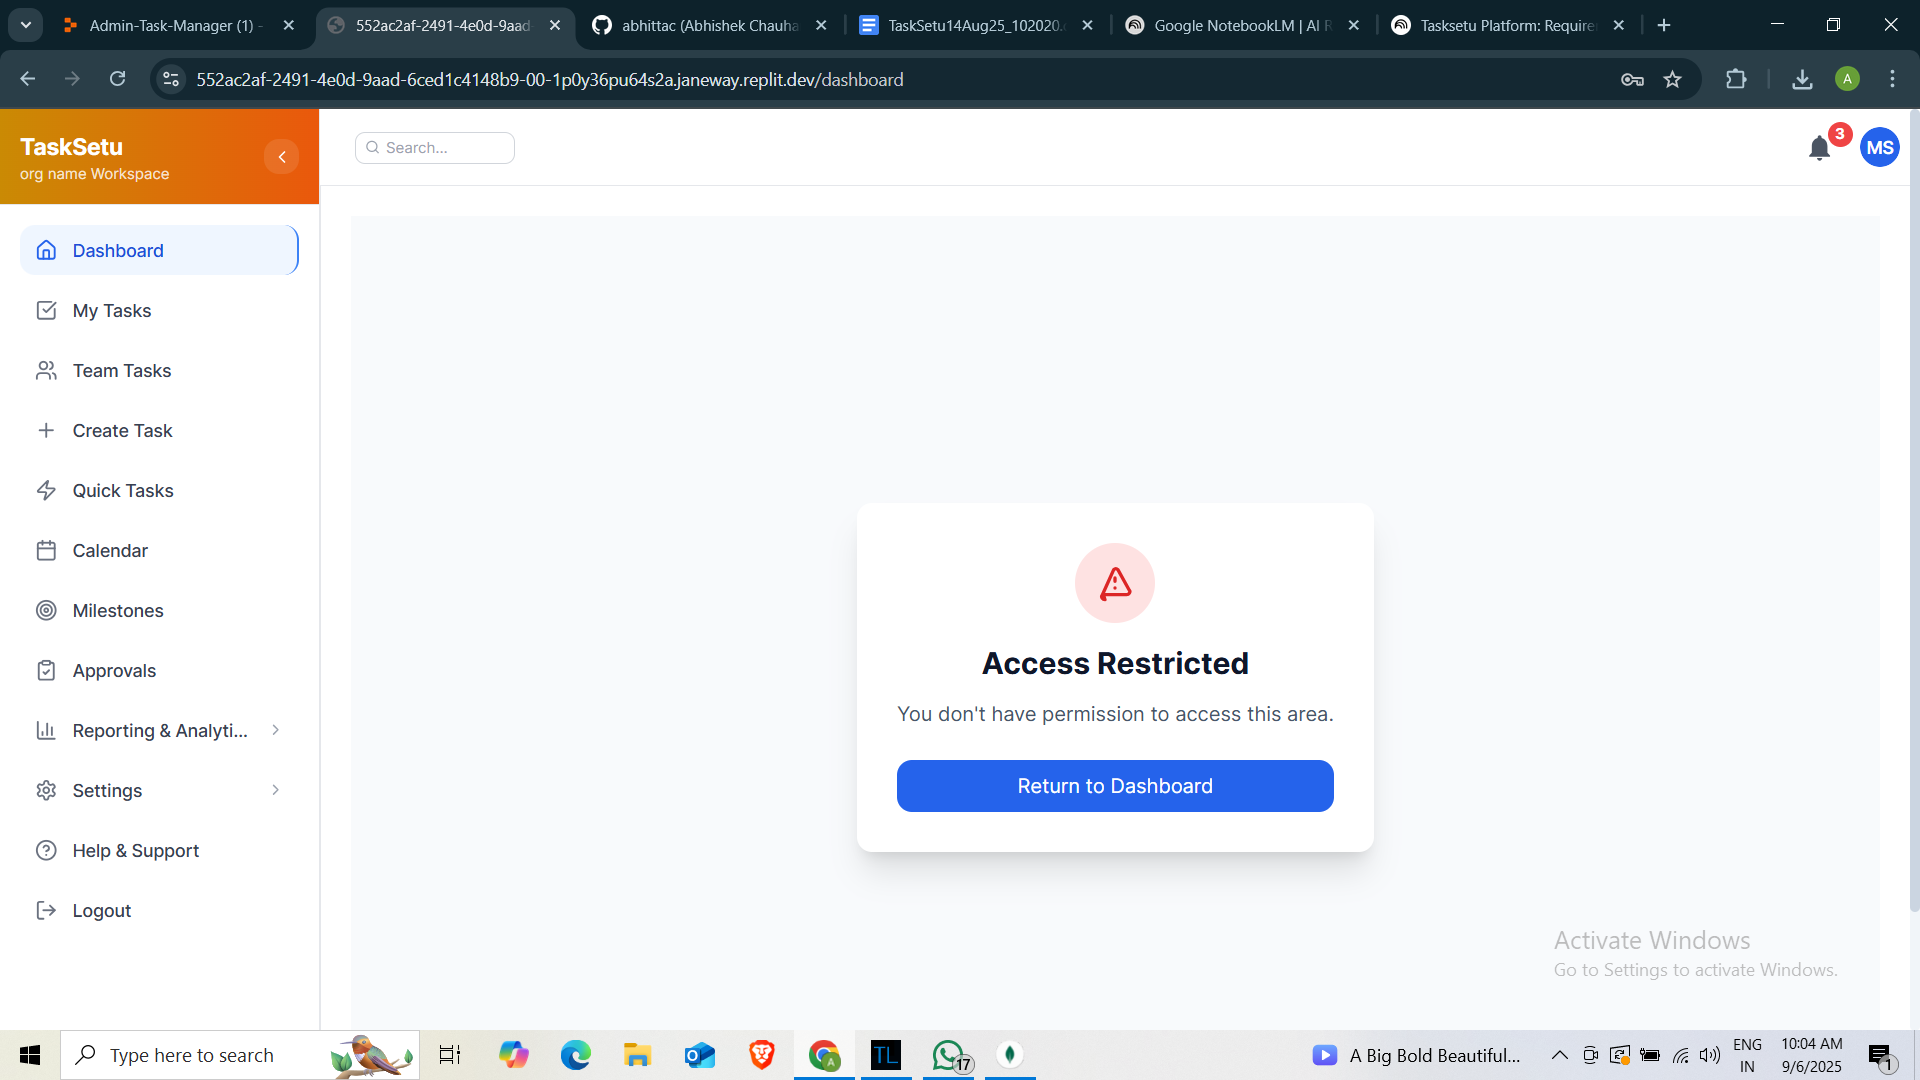 Admin-Task-Manager (1) -
552ac2af-2491-4e0d-9aad-
abhittac (Abhishek Chauha
TaskSetu14Aug25_102020.
Google NotebookLM | AI R
Tasksetu Platform: Require
552ac2af-2491-4e0d-9aad-6ced1c4148b9-00-1p0y36pu64s2a.janeway.replit.dev/dashboard
A
TaskSetu
org name Workspace
Search...
3
MS
Dashboard
My Tasks
Team Tasks
Create Task
Quick Tasks
Calendar
Milestones
Approvals
Reporting & Analyti...
Settings
Help & Support
Logout
Access Restricted
You don't have permission to access this area.
Return to Dashboard
Activate Windows
Go to Settings to activate Windows.
Type here to search
A
TL
17
A Big Bold Beautiful...
ENG
IN
10:04 AM
9/6/2025
1